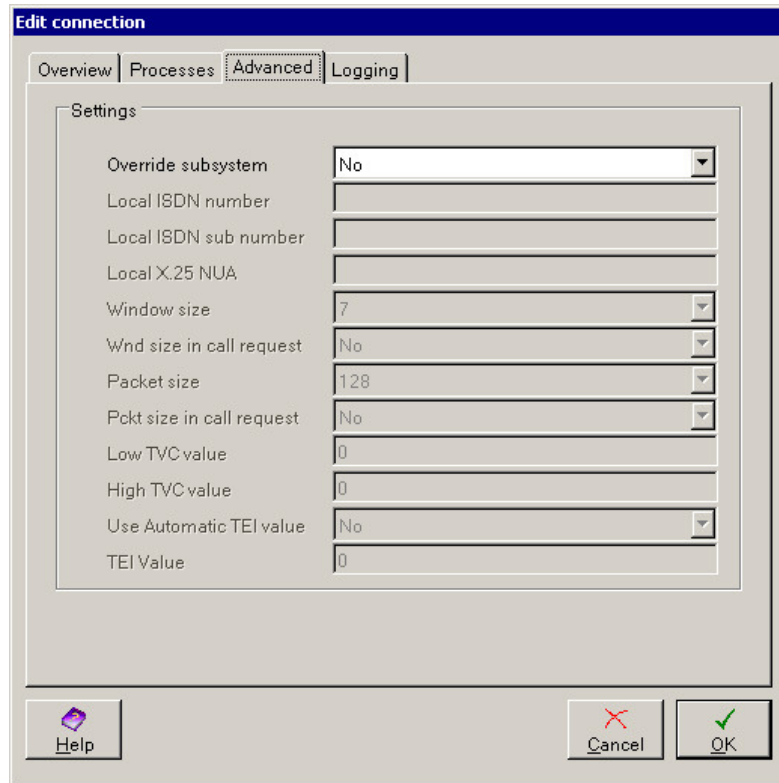 Edit connection
Overview Processes Advanced Logging
Settings
Override subsystem No
Local ISDN number
Local ISDN sub number
Local X.25 NUA
Window size 7
Wnd size in call request No
Packet size 128
Pckt size in call request No
Low TVC value 0
High TVC value 0
Use Automatic TEI value No
TEI Value 0
Help Cancel OK